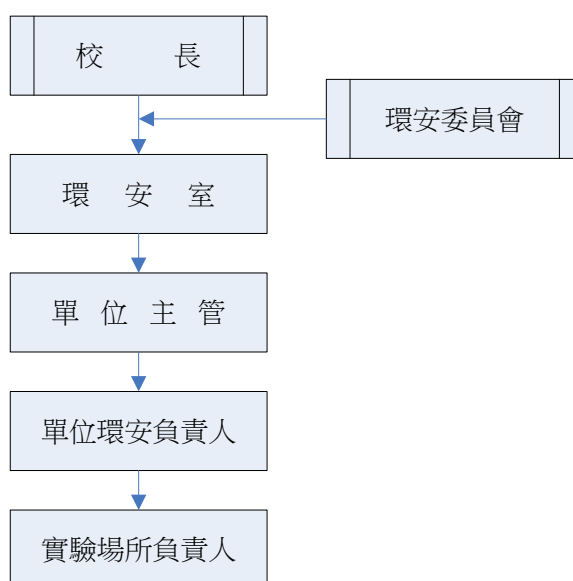 校長
環安委員會
環安室
單位主管
單位環安負責人
實驗場所負責人